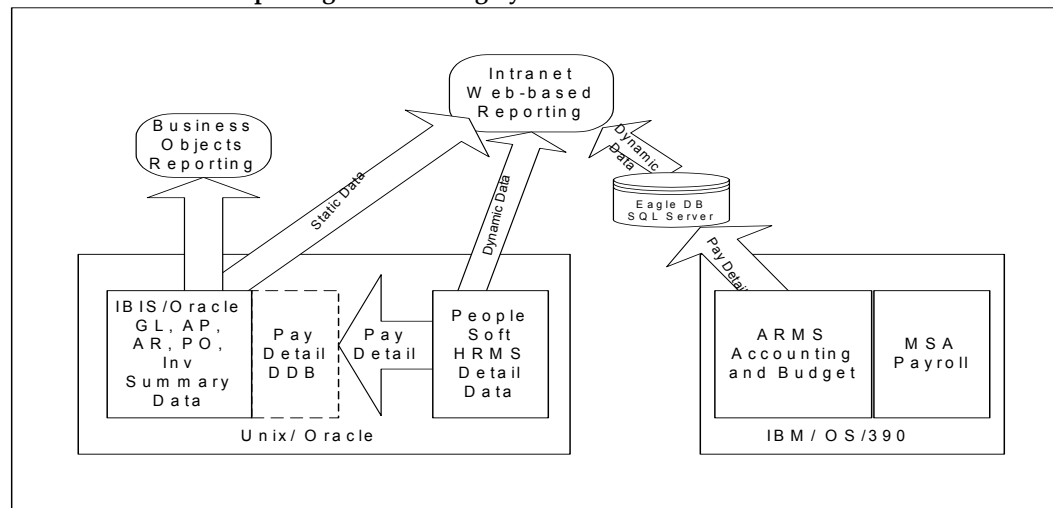 Intranet
Web-based
Reporting
Business
Objects
Reporting
Static Data
Dynamic Data
Dynamic
Data
Eagle DB
SQL Server
Pay Detail
IBIS/Oracle
GL, AP,
AR, PO,
Inv
Summary
Data
Pay
Detail
DDB
Pay
Detail
People
Soft
HRMS
Detail
Data
Unix/Oracle
ARMS
Accounting
and Budget
MSA
Payroll
IBM/OS/390